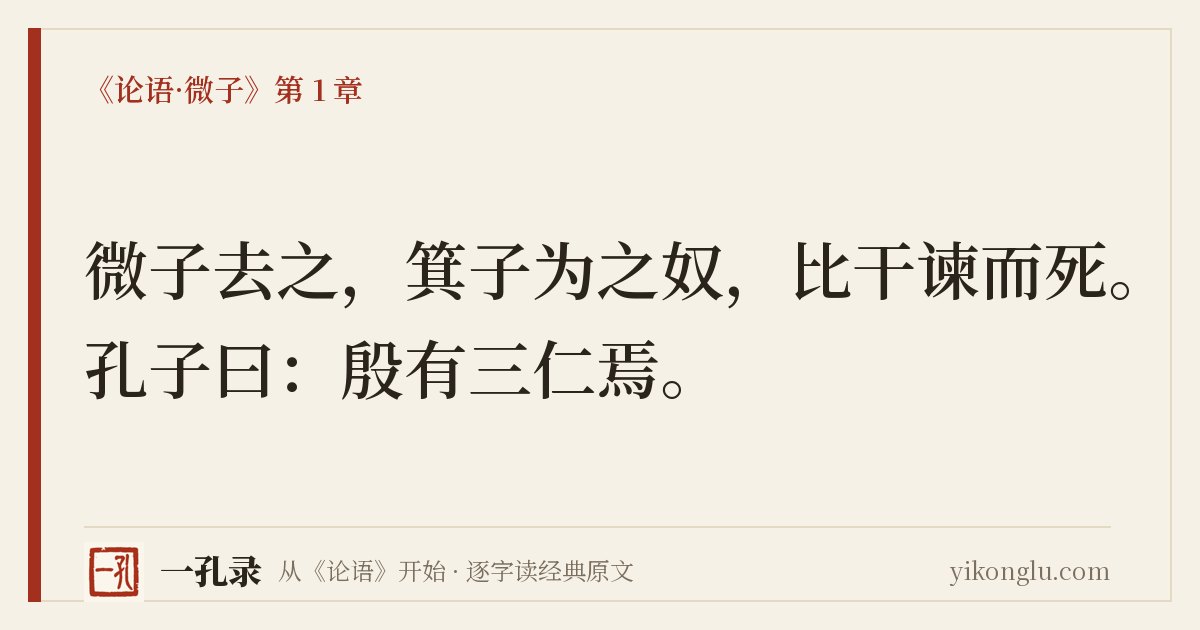 《论语·微子》第 1 章
微子去之，箕子为之奴，比干谏而死。
孔子曰：殷有三仁焉。
一孔
一孔录 从《论语》开始 · 逐字读经典原文 yikonglu.com